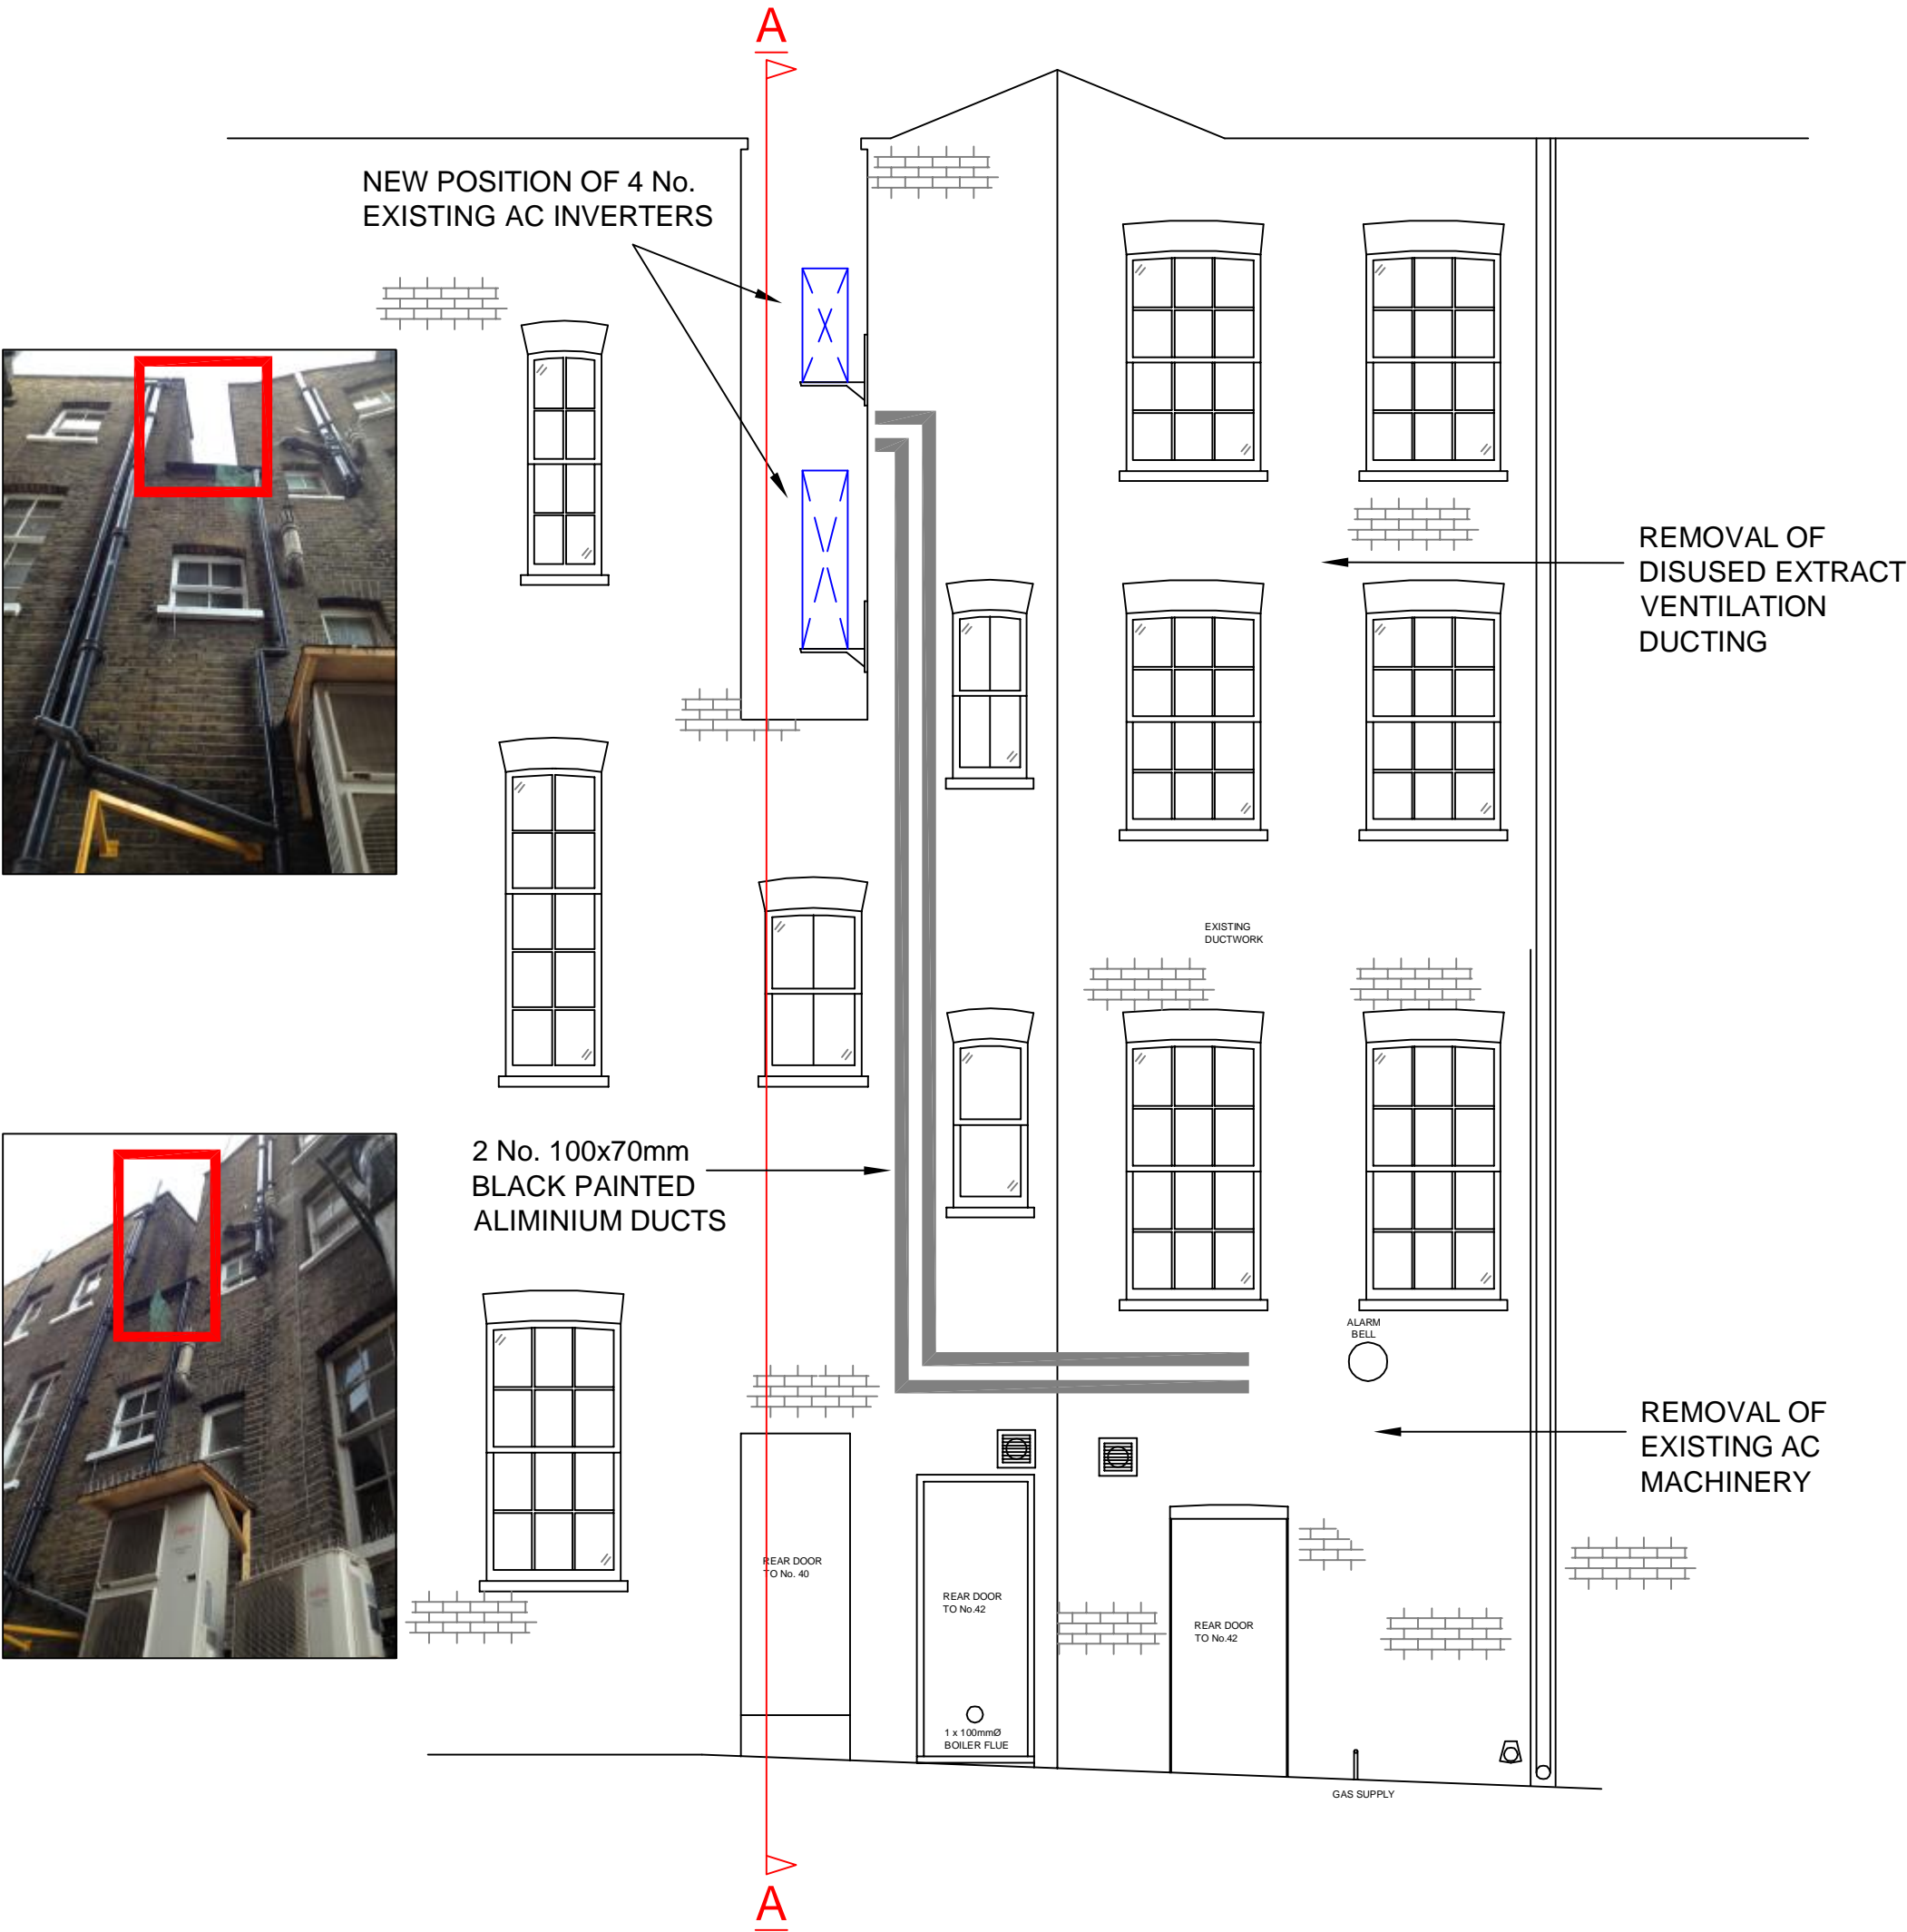 A
NEW POSITION OF 4 No.
EXISTING AC INVERTERS
REMOVAL OF
DISUSED EXTRACT
VENTILATION
DUCTING
EXISTING
DUCTWORK
2 No. 100x70mm
BLACK PAINTED
ALIMINIUM DUCTS
ALARM
BELL
REMOVAL OF
EXISTING AC
MACHINERY
REAR DOOR
TO No. 40
REAR DOOR
TO No.42
REAR DOOR
TO No.42
1 x 100mmØ
BOILER FLUE
GAS SUPPLY
A